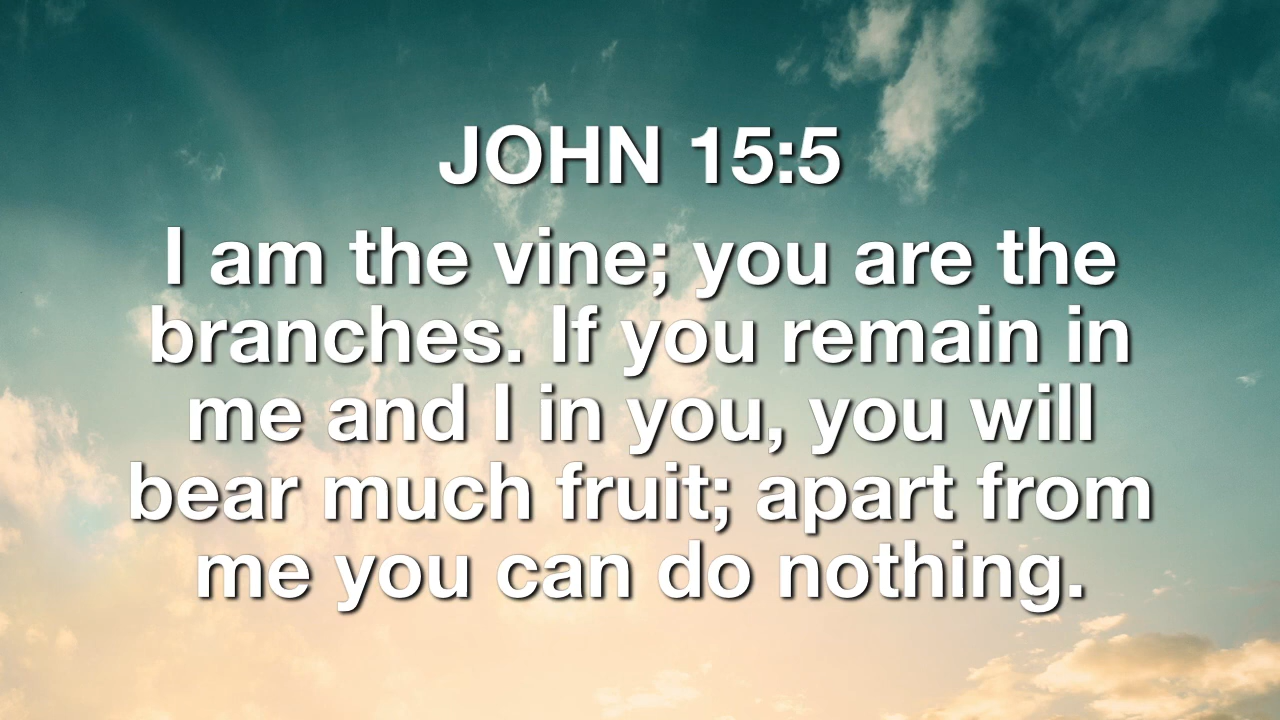 JOHN 15:5
I am the vine; you are the
branches. If you remain in
me and I in you, you will
bear much fruit; apart from
me you can do nothing.